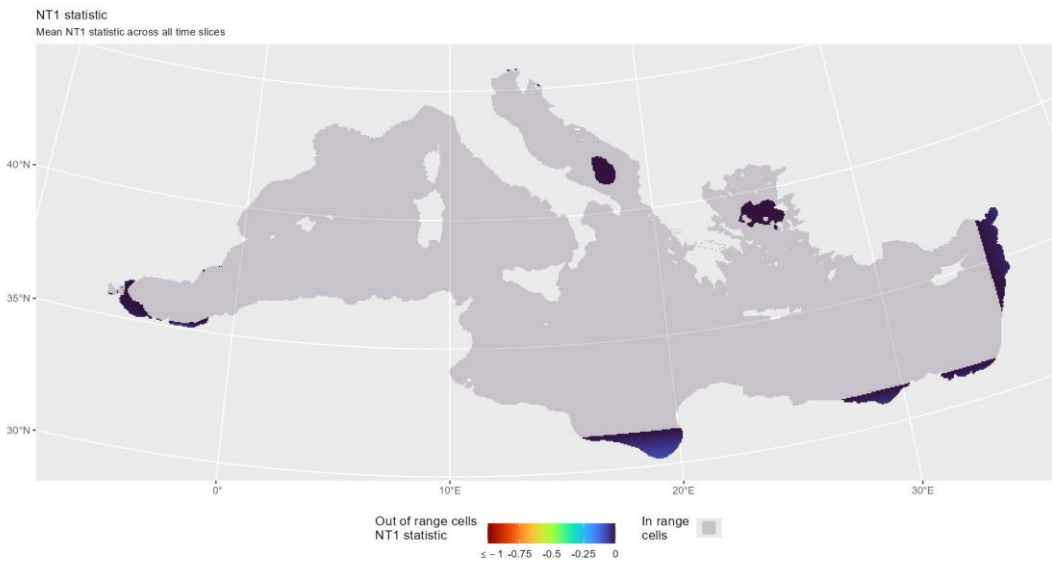 NT1 statistic
Mean NT1 statistic across all time slices
40°N
35°N
30°N
0°
10°E
20°E
30°E
Out of range cells
NT1 statistic
≤ − 1 -0.75 -0.5 -0.25 0
In range
cells